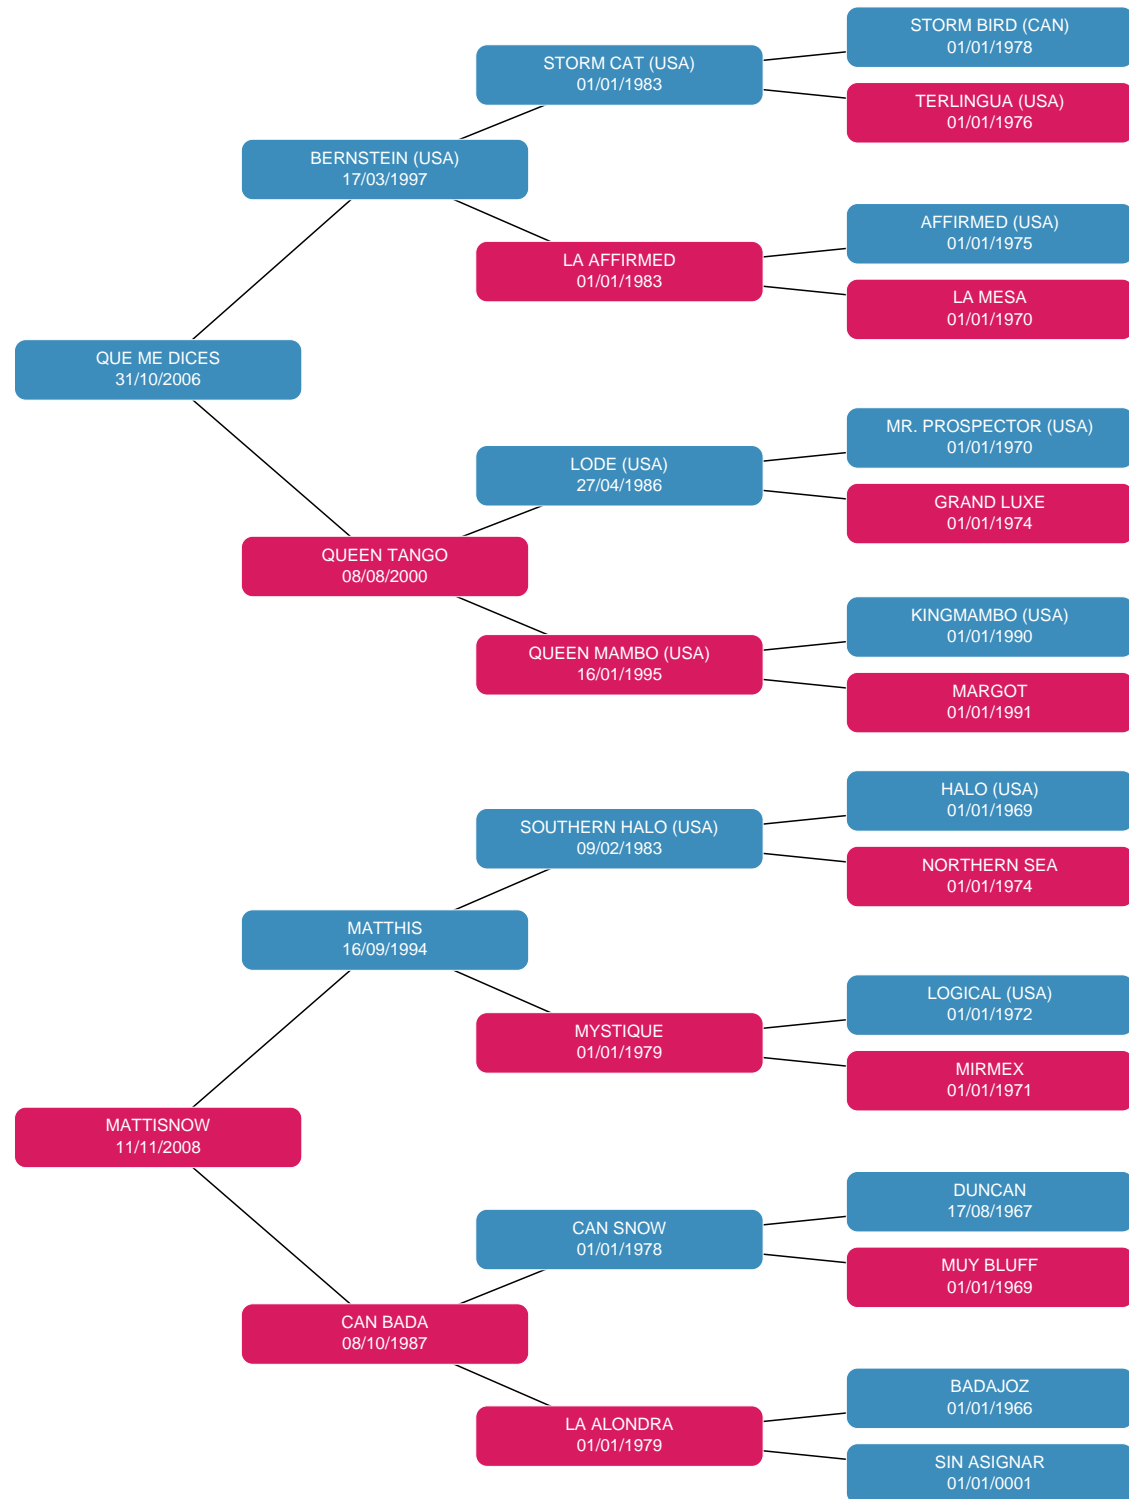 STORM BIRD (CAN)
01/01/1978
STORM CAT (USA)
01/01/1983
TERLINGUA (USA)
01/01/1976
BERNSTEIN (USA)
17/03/1997
AFFIRMED (USA)
01/01/1975
LA AFFIRMED
01/01/1983
LA MESA
01/01/1970
QUE ME DICES
31/10/2006
MR. PROSPECTOR (USA)
01/01/1970
LODE (USA)
27/04/1986
GRAND LUXE
01/01/1974
QUEEN TANGO
08/08/2000
KINGMAMBO (USA)
01/01/1990
QUEEN MAMBO (USA)
16/01/1995
MARGOT
01/01/1991
HALO (USA)
01/01/1969
SOUTHERN HALO (USA)
09/02/1983
NORTHERN SEA
01/01/1974
MATTHIS
16/09/1994
LOGICAL (USA)
01/01/1972
MYSTIQUE
01/01/1979
MIRMEX
01/01/1971
MATTISNOW
11/11/2008
DUNCAN
17/08/1967
CAN SNOW
01/01/1978
MUY BLUFF
01/01/1969
CAN BADA
08/10/1987
BADAJOZ
01/01/1966
LA ALONDRA
01/01/1979
SIN ASIGNAR
01/01/0001